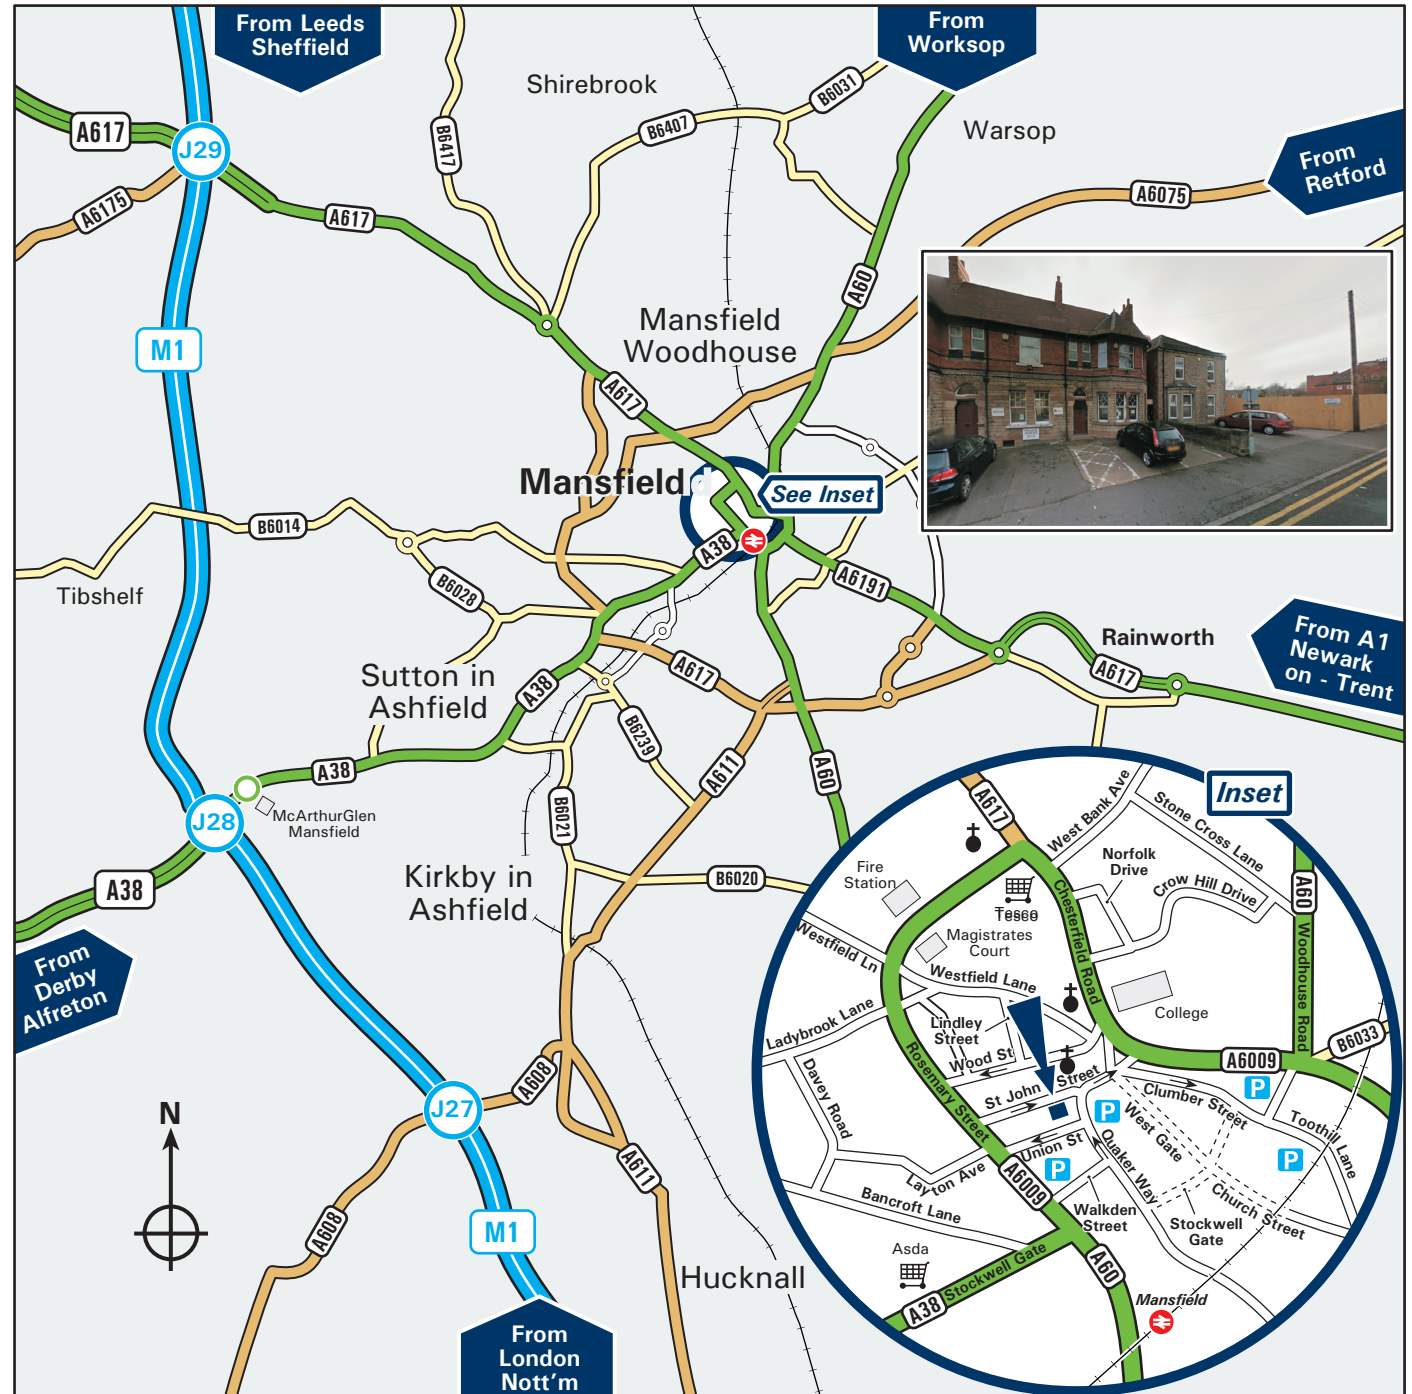 From Leeds
Sheffield
From
Worksop
Shirebrook
B6031
B6407
B6417
Warsop
A617
J29
From
Retford
A6075
A6175
A617
A60
M1
Mansfield
Woodhouse
A617
Mansfield
See Inset
B6014
A38
A6191
Tibshelf
B6028
From A1
Newark
on - Trent
Rainworth
A617
A617
Sutton in
Ashfield
A38
B6239
A611
A60
A38
McArthurGlen
Mansfield
J28
B6021
A38
Kirkby in
Ashfield
B6020
From
Derby
Alfreton
A608
J27
N
A611
A608
M1
Hucknall
From
London
Nott'm
Inset
A617
West Bank Ave
Stone Cross Lane
Fire
Station
Norfolk
Drive
Crow Hill Drive
A60
Tesco
Chesterfield Road
Magistrates
Court
Westfield Ln
Westfield Lane
Woodhouse Road
College
Ladybrook Lane
Lindley
Street
Wood St
B6033
A6009
Rosemary Street
St John Street
Clumber Street
P
P
West Gate
Davey Road
Toothill Lane
Union St
P
P
Quaker Way
Layton Ave
A6009
Bancroft Lane
Walkden
Street
Church Street
Stockwell
Gate
Asda
Stockwell Gate
A60
A38
Mansfield